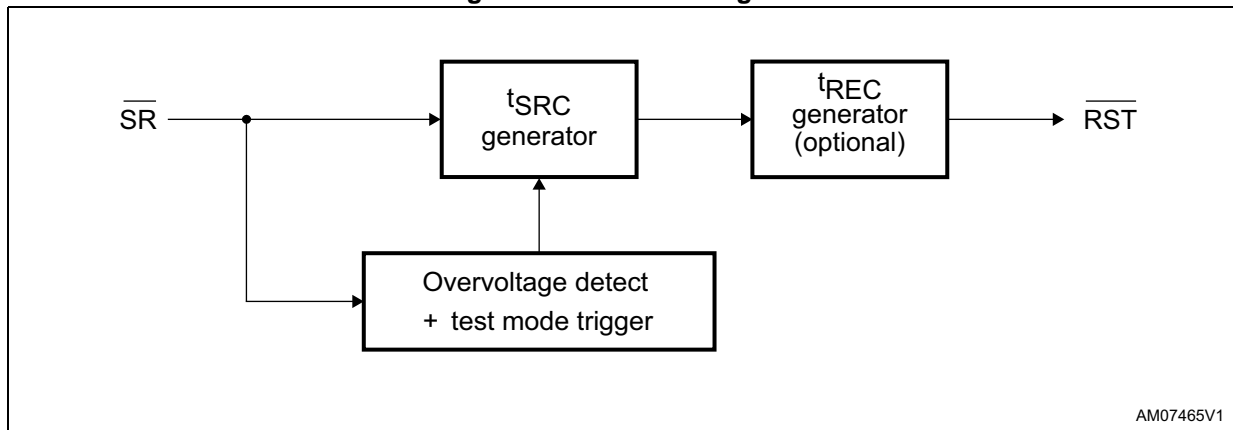 SR
tSRC
generator
tREC
generator
(optional)
RST
Overvoltage detect
+ test mode trigger
AM07465V1